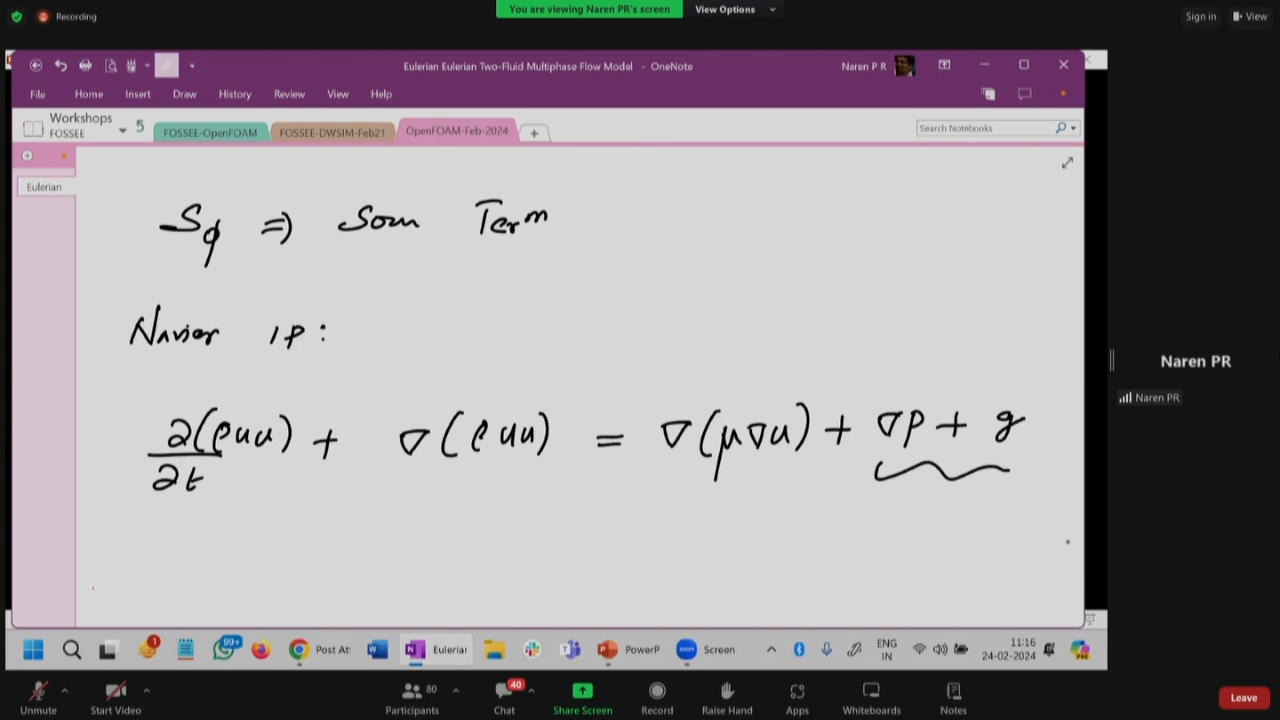 Recording
You are viewing Naren PR's screen View Options
Sign in View
Eulerian Eulerian Two-Fluid Multiphase Flow Model - OneNote
Naren P R
File Home Insert Draw History Review View Help
Workshops
FOSSEE
FOSSEE-OpenFOAM FOSSEE-DWSIM-Feb21 OpenFOAM-Feb-2024
Search Notebooks
Eulerian
Sϕ ⇒ Term
Navier 1P:
∂(ρuu)/∂t + ∇(ρuu) = ∇(μ∇u) + ∇p + g
Naren PR
Naren PR
99+ 1
Post At Eulerian PowerP Screen
ENG
IN
11:16
24-02-2024
PRE
80 40
Unmute Start Video Participants Chat Share Screen Record Raise Hand Apps Whiteboards Notes Leave